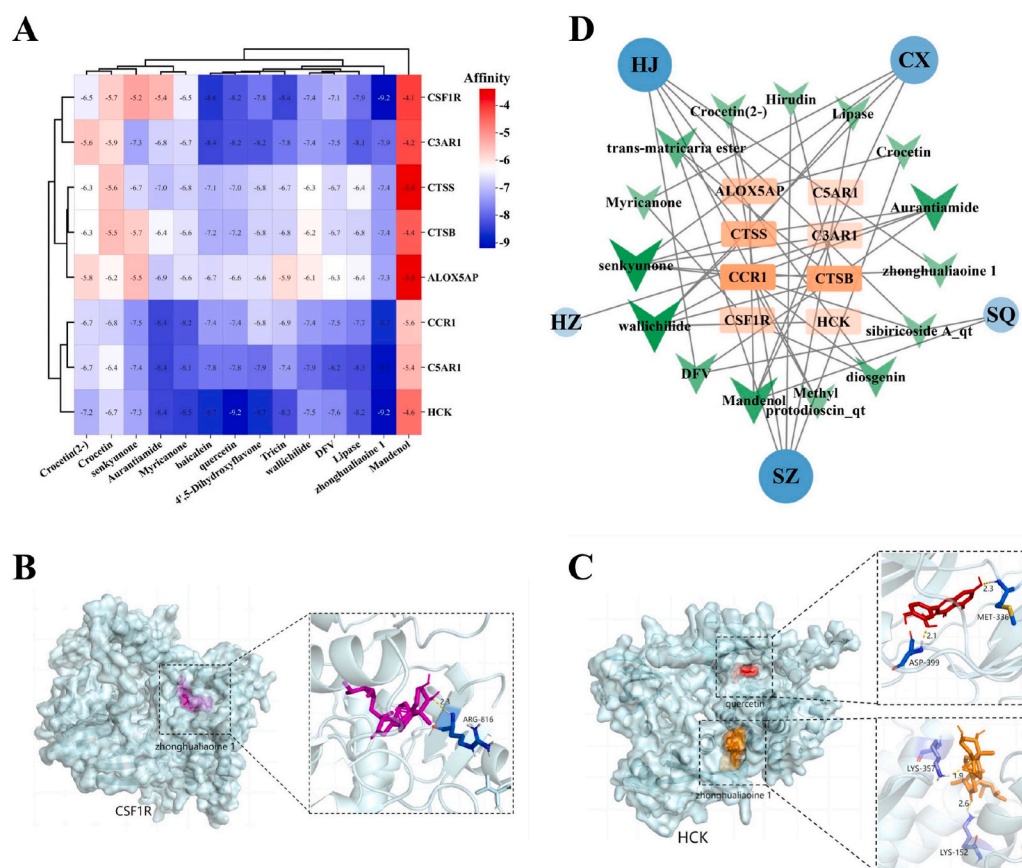 A
Affinity
-4
-5
-6
-7
-8
-9
-6.5 -5.7 -5.2 -5.4 -6.5 -8.2 -7.8 -7.4 -7.1 -7.9 -9.2 -4.1 CSF1R
-5.6 -5.9 -7.3 -6.8 -6.7 -8.4 -8.2 -8.2 -7.8 -7.4 -7.5 -8.1 -7.9 -4.2 C3AR1
-6.3 -5.6 -6.7 -7.0 -6.8 -7.1 -7.0 -6.8 -6.9 -6.3 -6.8 -6.4 -7.4 CTSS
-6.3 -5.5 -5.7 -6.7 -6.6 -7.2 -7.2 -6.8 -6.8 -6.2 -6.7 -6.8 -7.4 -4.4 CTSB
-5.8 -6.2 -5.5 -6.9 -6.6 -6.7 -6.6 -6.6 -5.9 -6.1 -6.3 -6.4 -7.3 ALOX5AP
-6.7 -6.8 -7.5 -8.4 -8.2 -7.4 -7.4 -6.8 -6.9 -8.3 -7.5 -7.7 -5.6 CCR1
-6.7 -6.4 -7.4 -8.4 -8.1 -7.8 -7.8 -7.9 -7.4 -7.9 -8.3 -5.4 C5AR1
-7.2 -6.7 -7.3 -8.4 -8.5 -9.2 -8.3 -7.5 -7.6 -8.2 -9.2 -4.6 HCK
Crocetin(2-)
Crocetin
senkyunone
Aurantiamide
Myricanone
baicalein
quercetin
4',5-Dihydroxyflavone
Tricin
wallichilide
DFV
Lipase
zhonghualiaoine 1
Mandenol
D
HJ
CX
Crocetin(2-)
Hirudin
Lipase
trans-matricaria ester
Crocetin
Myricanone
ALOX5AP
C5AR1
Aurantiamide
CTSS
C3AR1
senkyunone
CCR1
CTSB
zhonghualiaoine 1
HZ
wallichilide
CSF1R
HCK
sibiricoside A_qt
SQ
DFV
diosgenin
Mandenol
Methyl
protodioscin_qt
SZ
B
zhonghualiaoine 1
CSF1R
ARG-816
C
quercetin
zhonghualiaoine 1
HCK
2.3
MET-336
2.1
ASP-399
LYS-357
1.9
2.6
LYS-152